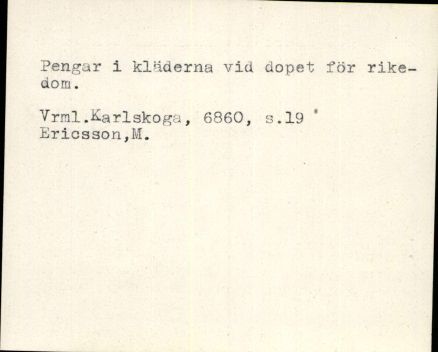 Pengar i kläderna vid dopet för rike-
dom.
Vrml.Karlskoga, 6860, s.19
Ericsson,M.